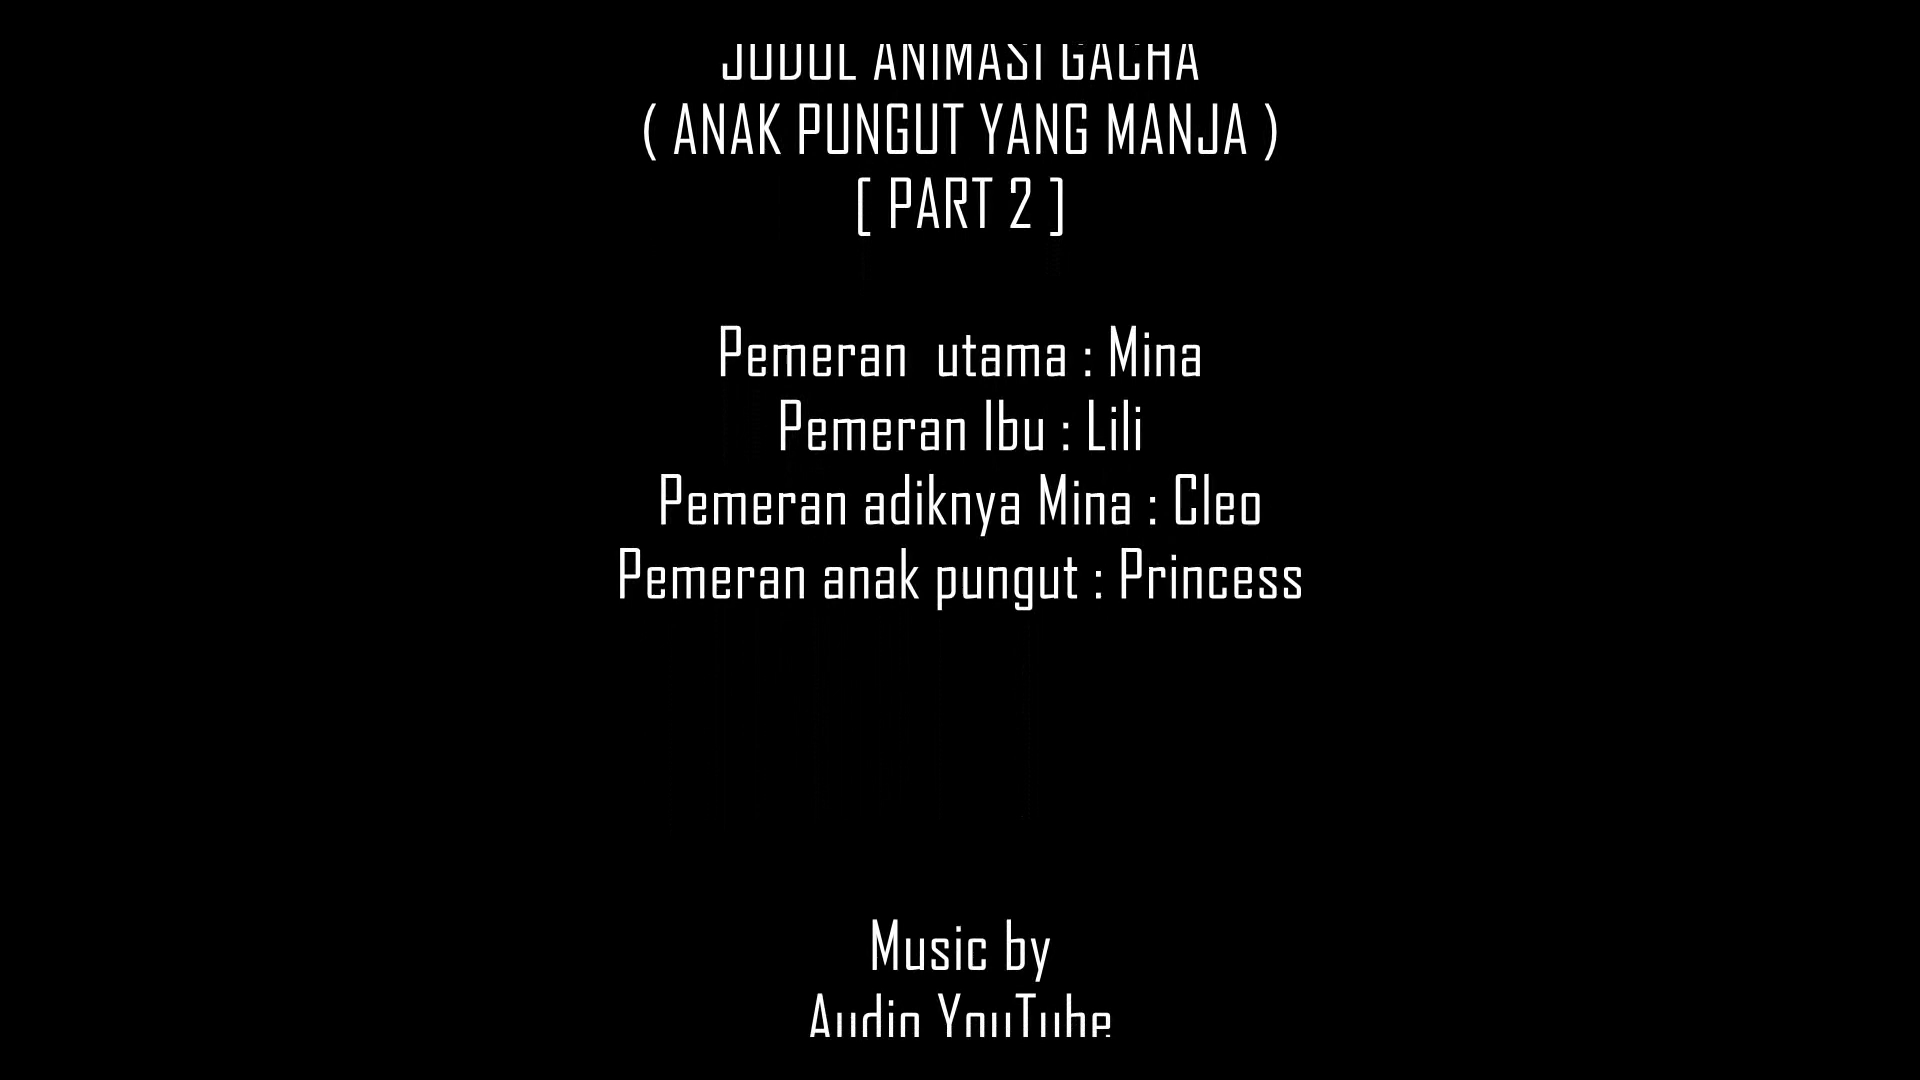 JUDUL ANIMASI GACHA
( ANAK PUNGUT YANG MANJA )
[ PART 2 ]
Pemeran utama : Mina
Pemeran Ibu : Lili
Pemeran adiknya Mina : Cleo
Pemeran anak pungut : Princess
Music by
Audio YouTube